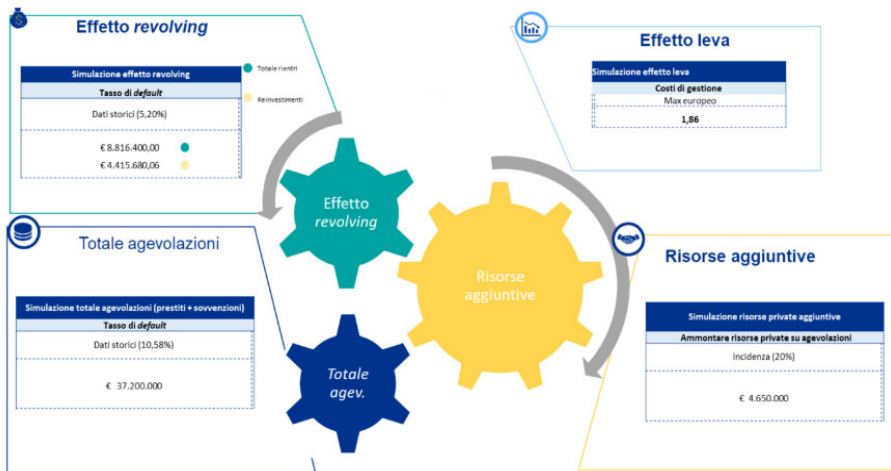 Effetto revolving
Simulazione effetto revolving
Tasso di default
Dati storici (5,20%)
€ 8.816.400,00
€ 4.415.680,06
Totale rientri
Reinvestimenti
Effetto leva
Simulazione effetto leva
Costi di gestione
Max europeo
1,86
Effetto
revolving
Totale agevolazioni
Simulazione totale agevolazioni (prestiti + sovvenzioni)
Tasso di default
Dati storici (10,58%)
€ 37.200.000
Risorse
aggiuntive
Totale
agev.
Risorse aggiuntive
Simulazione risorse private aggiuntive
Ammontare risorse private su agevolazioni
Incidenza (20%)
€ 4.650.000